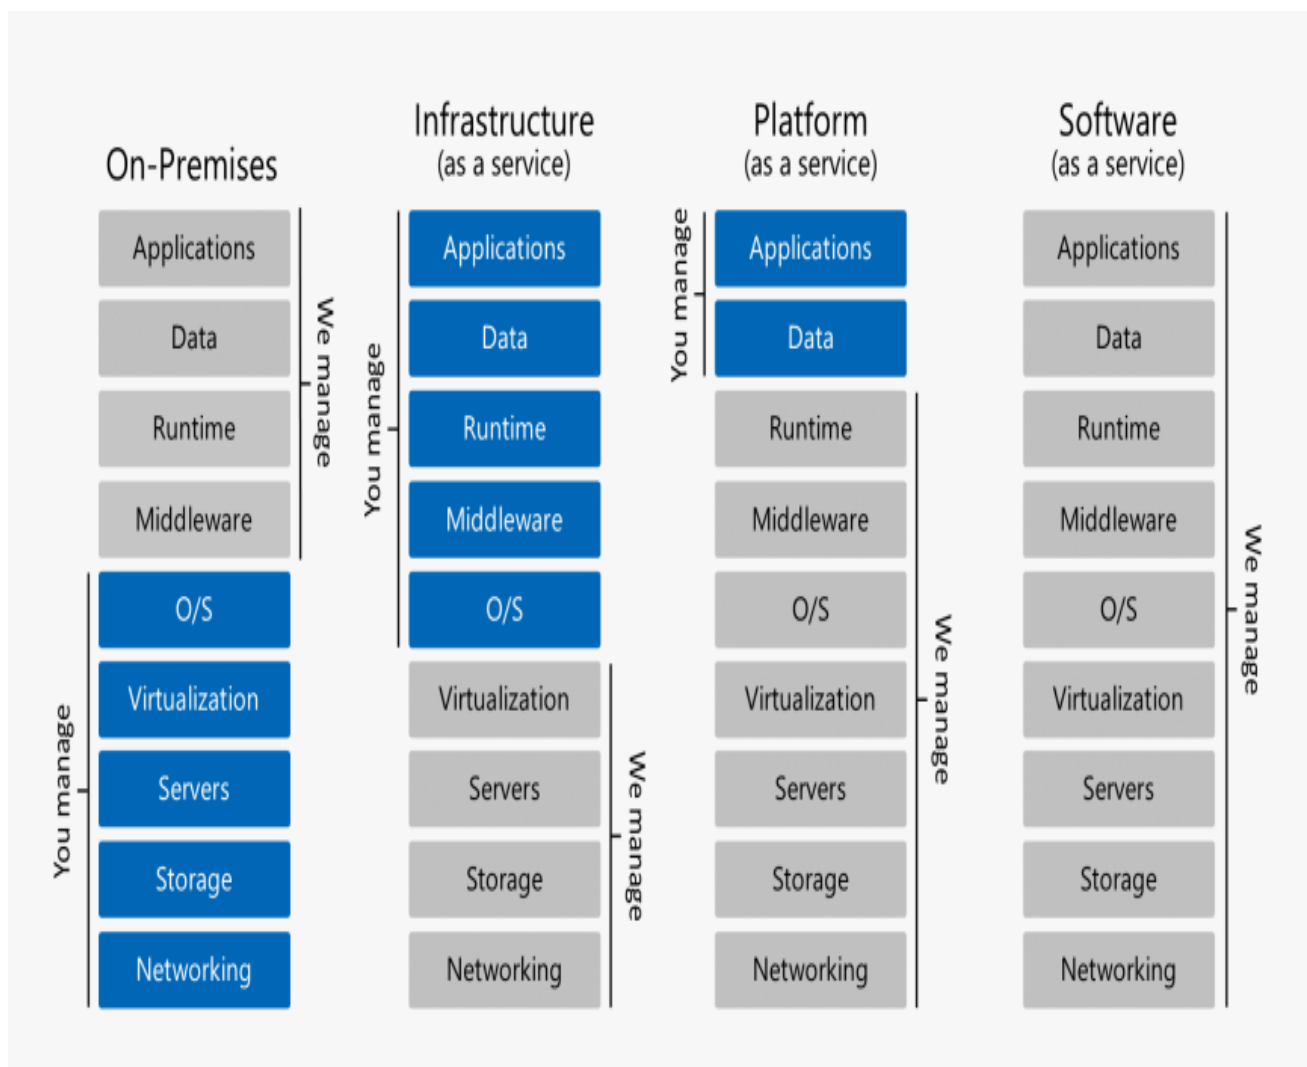 On-Premises
Applications
Data
Runtime
Middleware
We manage
O/S
Virtualization
Servers
Storage
Networking
You manage
Infrastructure
(as a service)
Applications
Data
Runtime
Middleware
O/S
You manage
Virtualization
Servers
Storage
Networking
We manage
Platform
(as a service)
Applications
Data
You manage
Runtime
Middleware
O/S
Virtualization
Servers
Storage
Networking
We manage
Software
(as a service)
Applications
Data
Runtime
Middleware
O/S
Virtualization
Servers
Storage
Networking
We manage